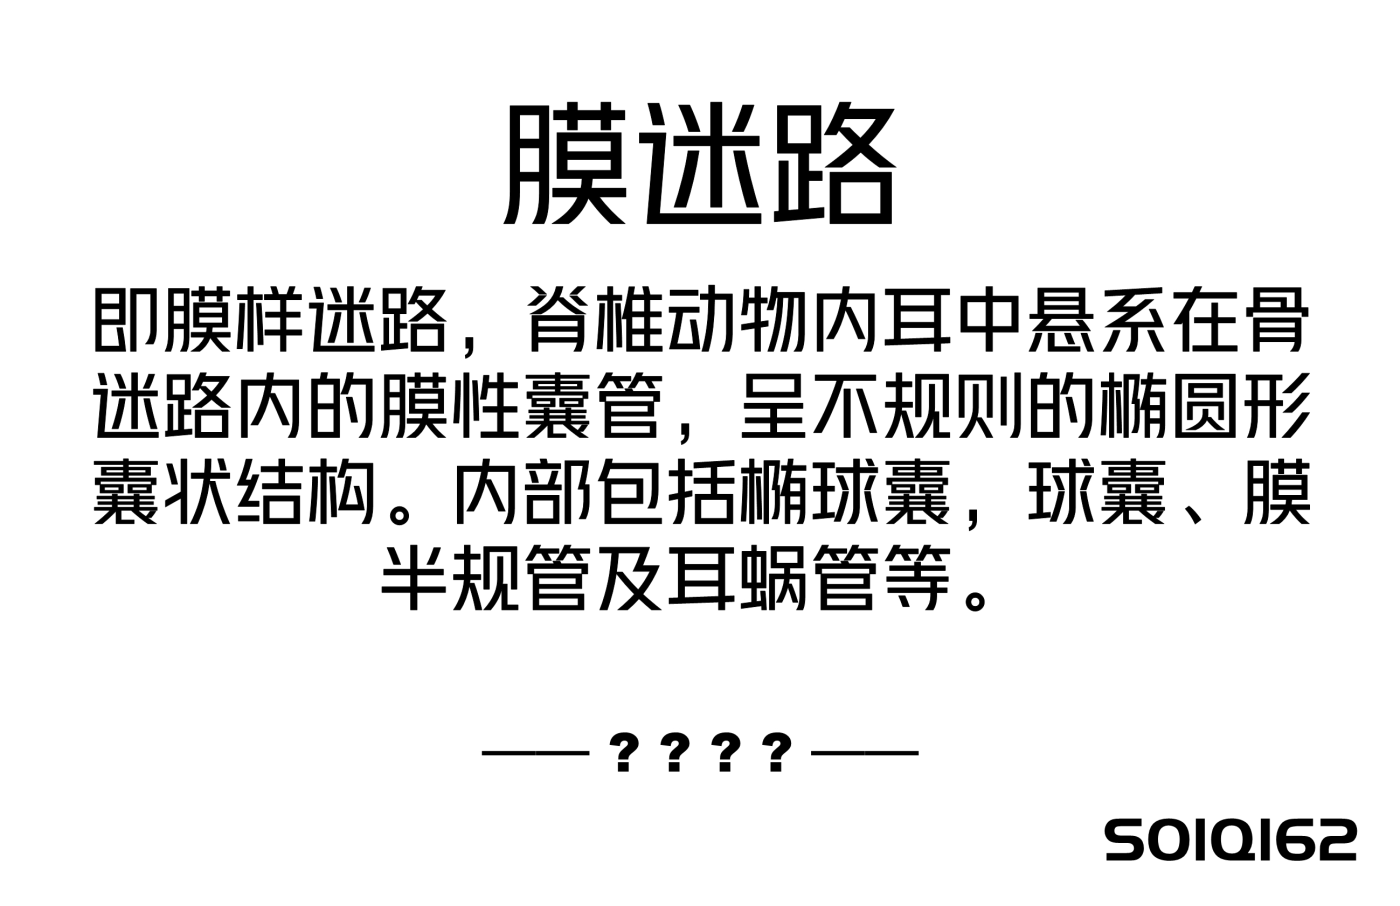 膜迷路
即膜样迷路，脊椎动物内耳中悬系在骨
迷路内的膜性囊管，呈不规则的椭圆形
囊状结构。内部包括椭球囊，球囊、膜
半规管及耳蜗管等。
——？？？？——
SOIQI62